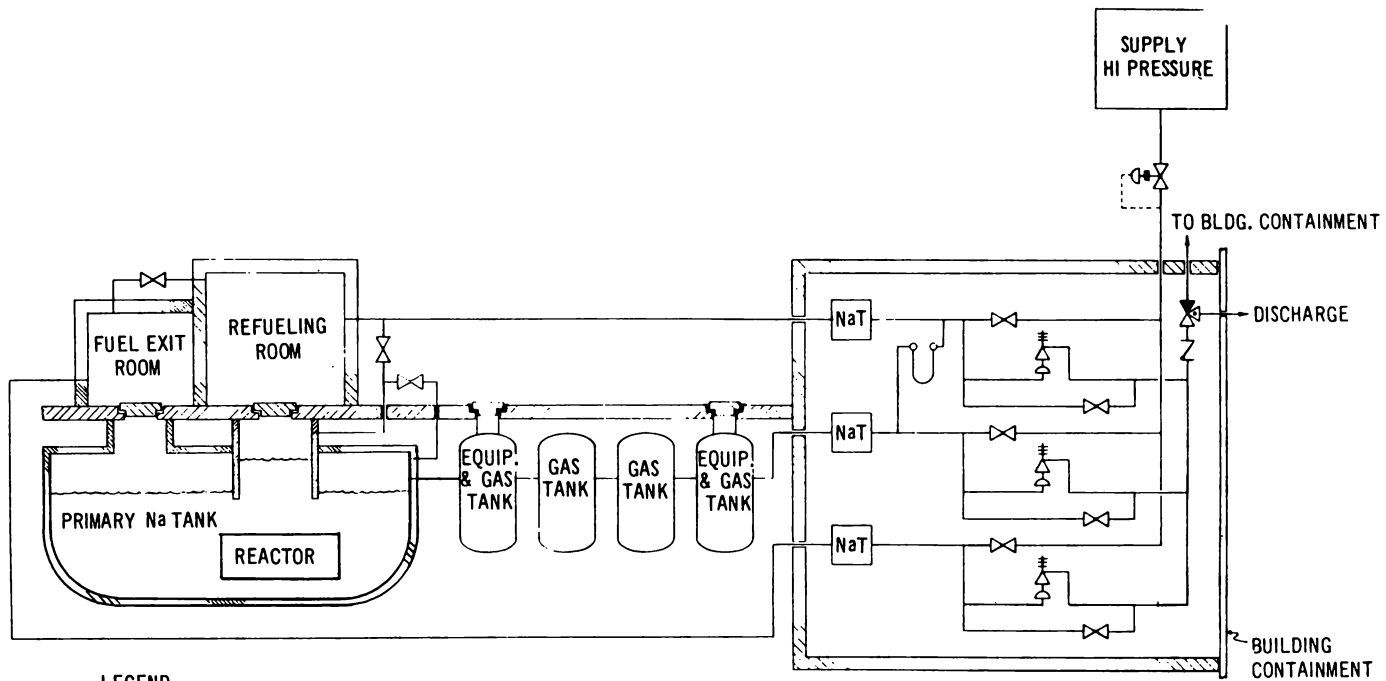 SUPPLY
HI PRESSURE
TO BLDG. CONTAINMENT
DISCHARGE
FUEL EXIT
ROOM
REFUELING
ROOM
NaT
NaT
NaT
EQUIP.
& GAS
TANK
GAS
TANK
GAS
TANK
EQUIP.
& GAS
TANK
PRIMARY Na TANK
REACTOR
BUILDING
CONTAINMENT
LEGEND